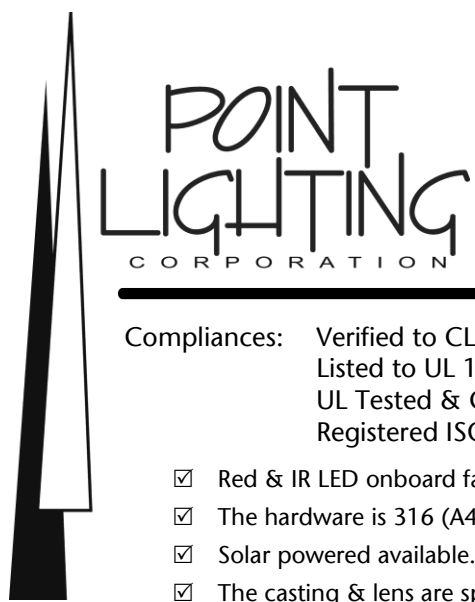 POINT
LIGHTING
CORPORATION
Compliances: Verified to CL
Listed to UL 1
UL Tested &
Registered ISO
☑ Red & IR LED onboard fa
☑ The hardware is 316 (A4
☑ Solar powered available.
☑ The casting & lens are sp